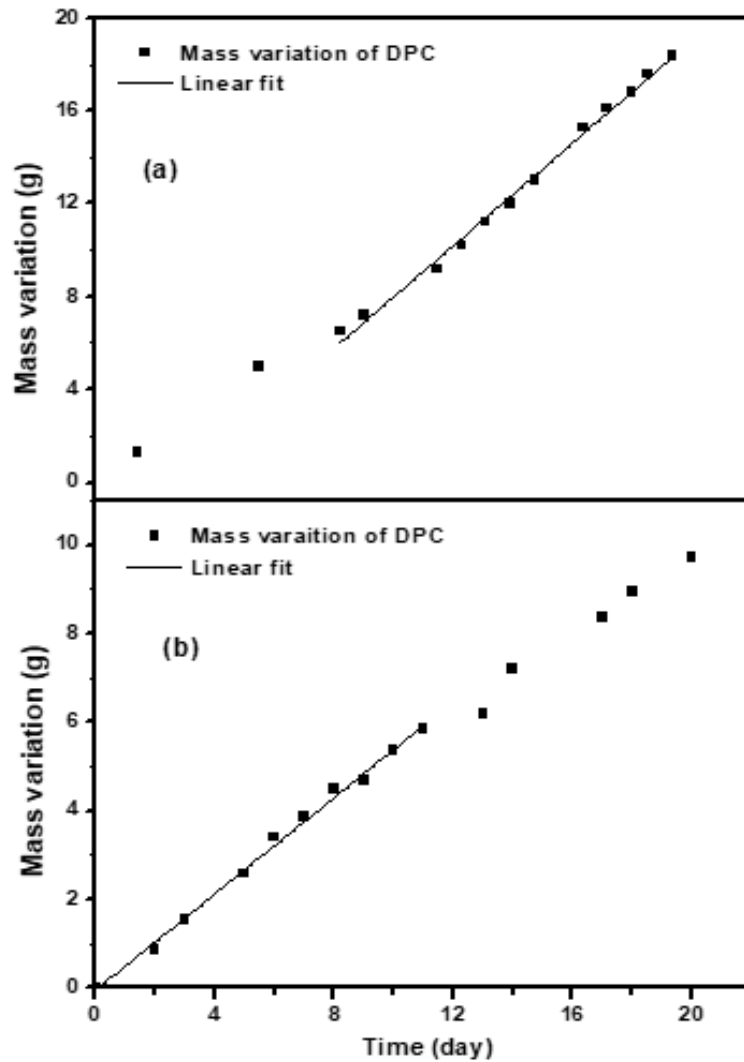 20
16
12
8
4
0
Mass variation (g)
Mass variation of DPC
Linear fit
(a)
10
8
6
4
2
0
Mass variation (g)
Mass varaition of DPC
Linear fit
(b)
0 4 8 12 16 20
Time (day)